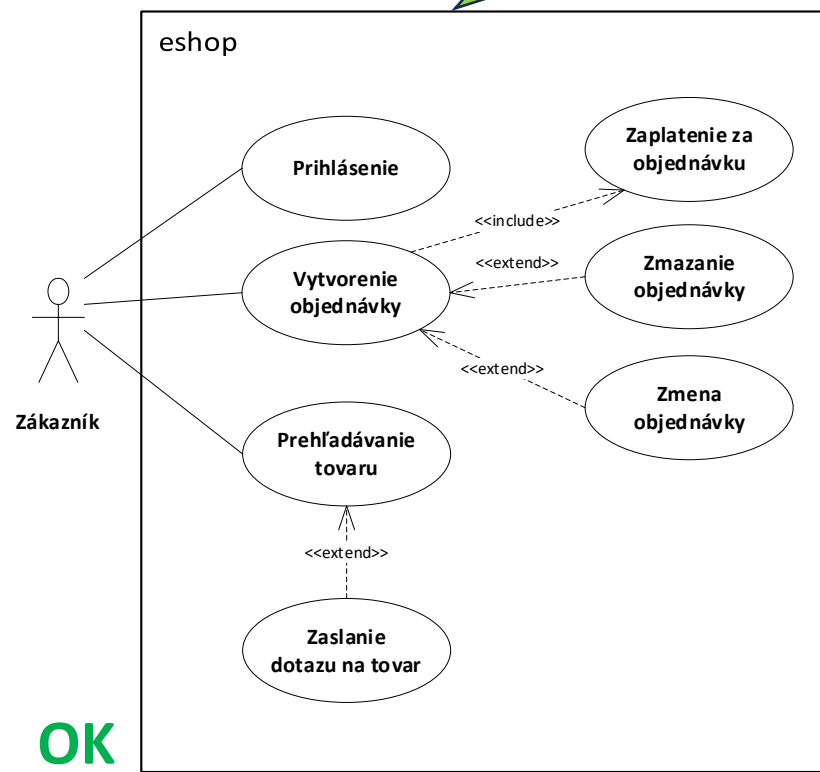 eshop
Zaplatenie za
objednávku
Prihlásenie
<<include>>
Vytvorenie
objednávky
<<extend>>
Zmazanie
objednávky
<<extend>>
Zmena
objednávky
Zákazník
Prehľadávanie
tovaru
<<extend>>
Zaslanie
dotazu na tovar
OK